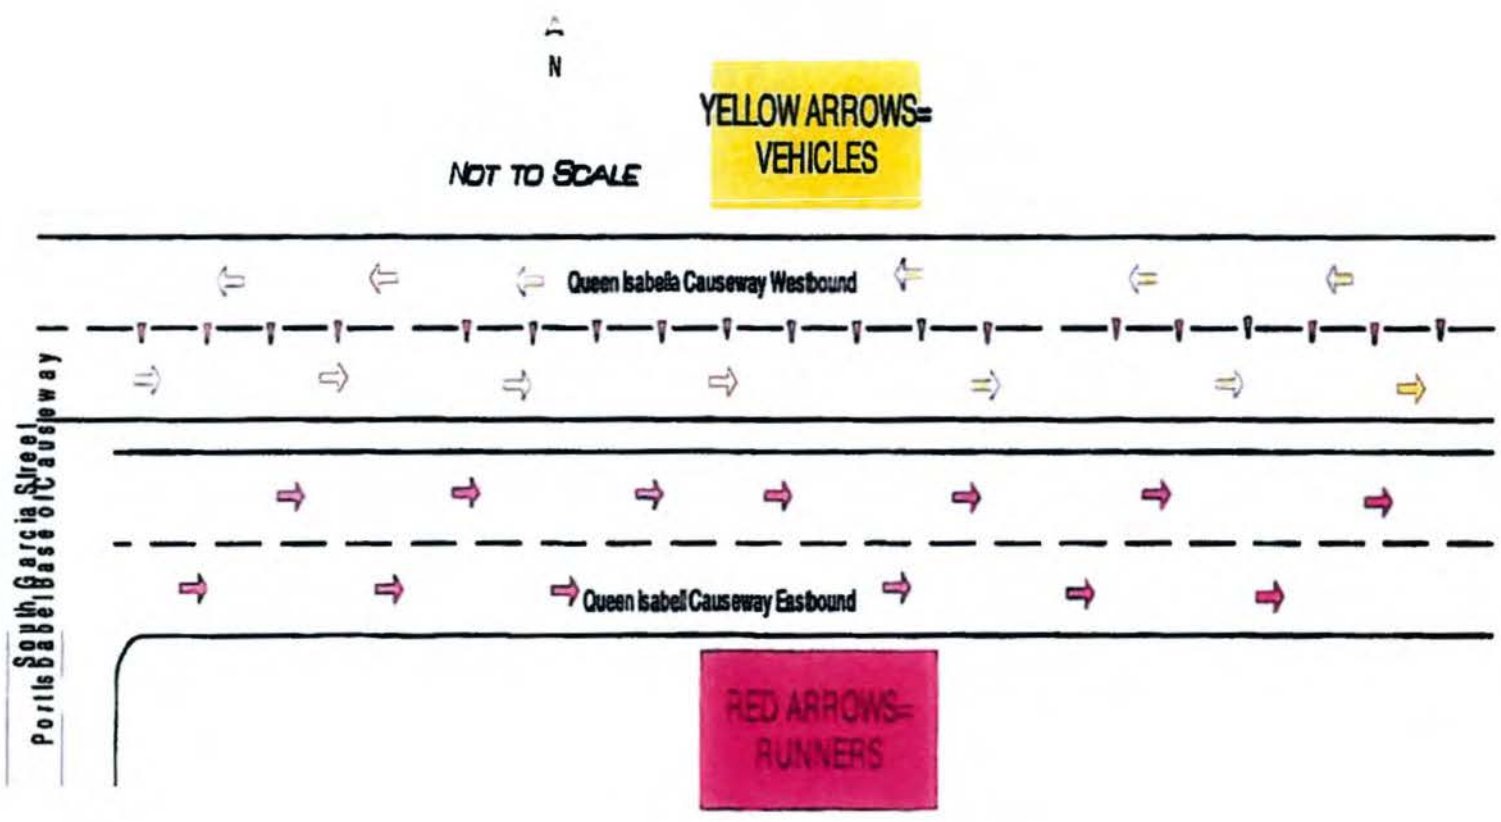 N
YELLOW ARROWS=
VEHICLES
NOT TO SCALE
Queen Isabella Causeway Westbound
South Garcia Street
Port Isbabel Base of Causeway
Queen Isabell Causeway Eastbound
RED ARROWS=
RUNNERS